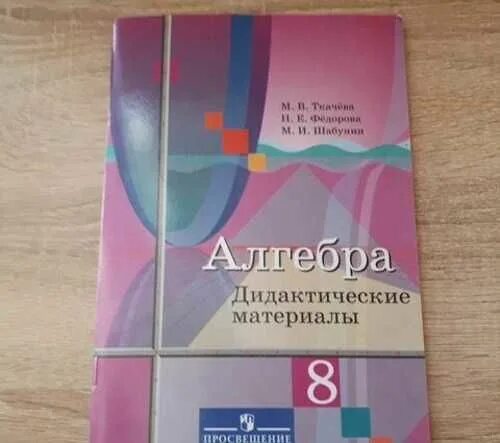 М. В. Ткачёва
Н. Е. Фёдорова
М. И. Шабунин
Алгебра
Дидактические
материалы
8
ПРОСВЕЩЕНИЕ